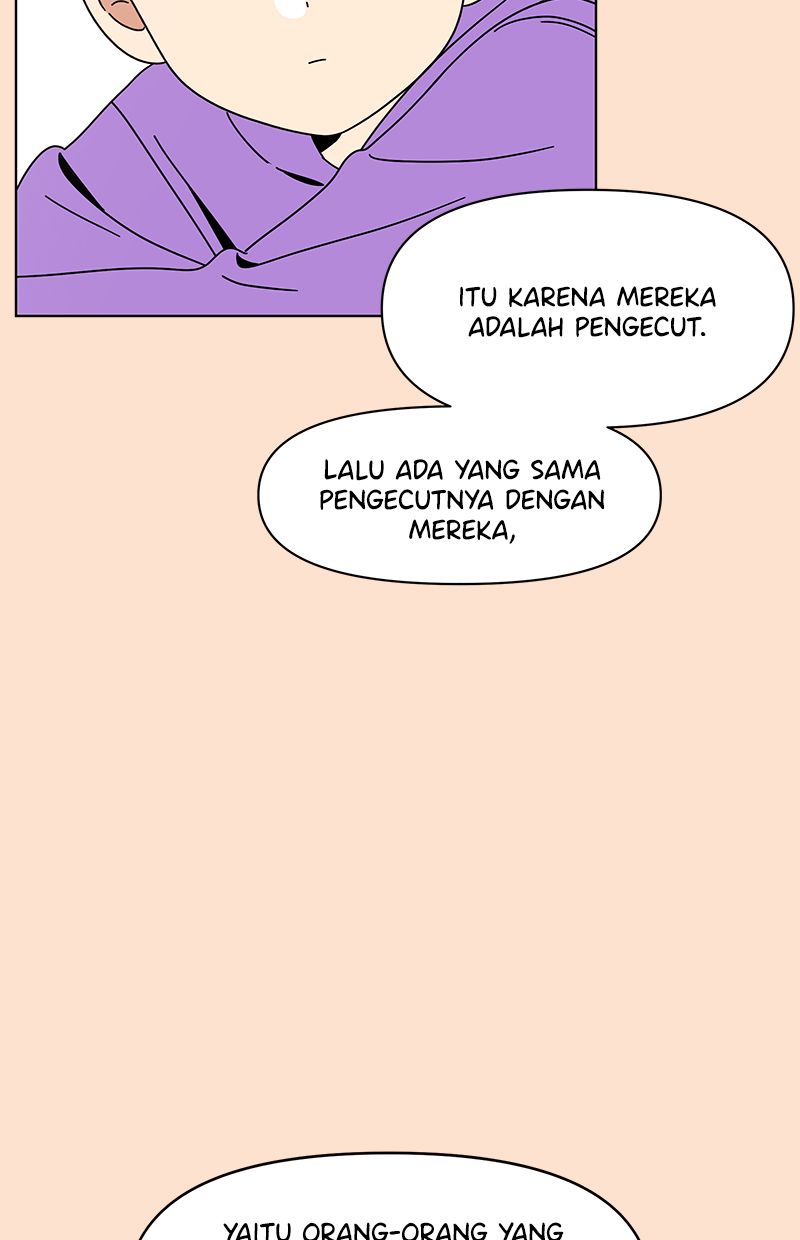 ITU KARENA MEREKA
ADALAH PENGECUT.
LALU ADA YANG SAMA
PENGECUTNYA DENGAN
MEREKA,
YAITU ORANG-ORANG YANG